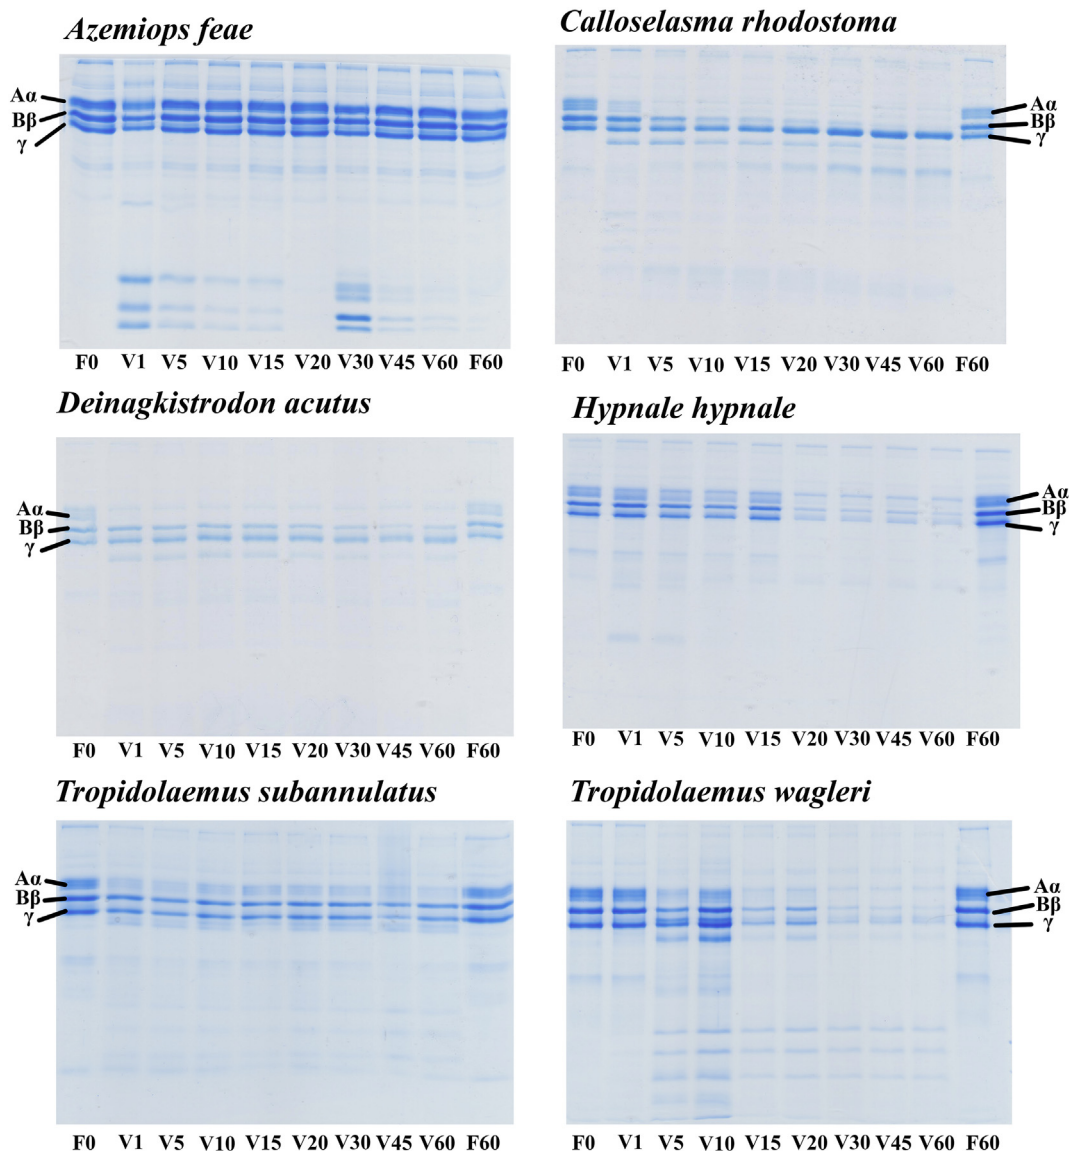 Azemiops feae
Aα
Bβ
γ
F0 V1 V5 V10 V15 V20 V30 V45 V60 F60
Calloselasma rhodostoma
Aα
Bβ
γ
F0 V1 V5 V10 V15 V20 V30 V45 V60 F60
Deinagkistrodon acutus
Aα
Bβ
γ
F0 V1 V5 V10 V15 V20 V30 V45 V60 F60
Hypnale hypnale
Aα
Bβ
γ
F0 V1 V5 V10 V15 V20 V30 V45 V60 F60
Tropidolaemus subannulatus
Aα
Bβ
γ
F0 V1 V5 V10 V15 V20 V30 V45 V60 F60
Tropidolaemus wagleri
Aα
Bβ
γ
F0 V1 V5 V10 V15 V20 V30 V45 V60 F60